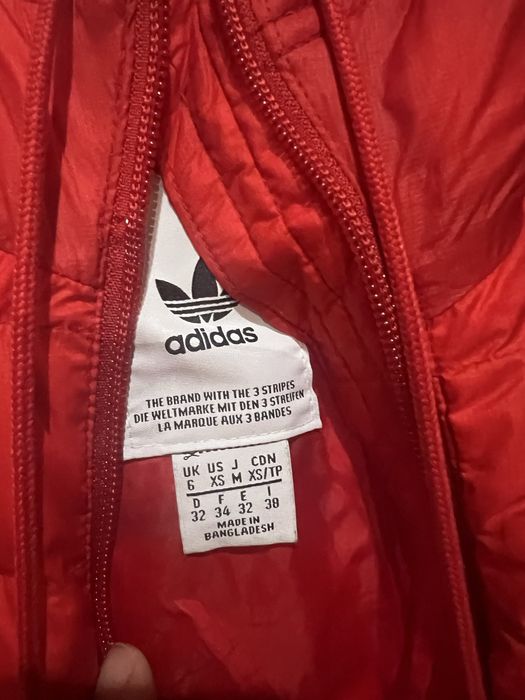 adidas
THE BRAND WITH THE 3 STRIPES
DIE WELTMARKE MIT DEN 3 STREIFEN
LA MARQUE AUX 3 BANDES
UK US J CDN
6 XS M XS/TP
D F E I
32 34 32 38
MADE IN
BANGLADESH